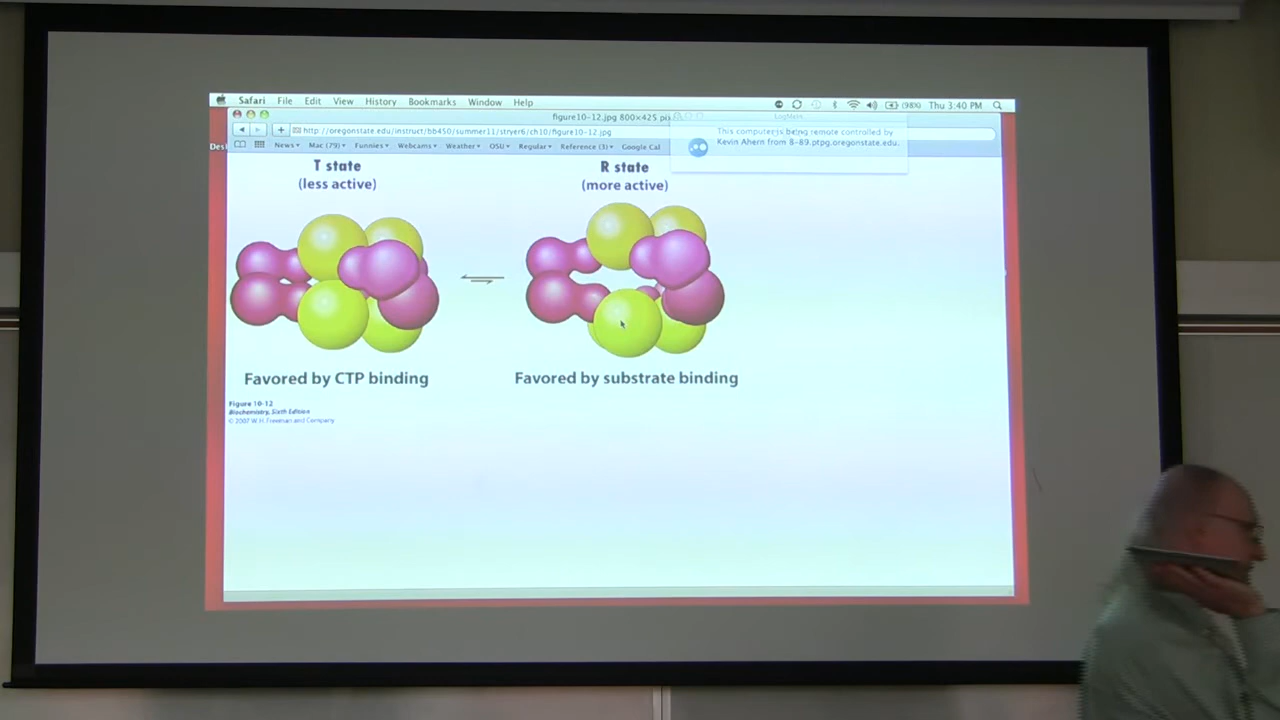 Safari File Edit View History Bookmarks Window Help
(98%) Thu 3:40 PM
figure10-12.jpg 800×425 pix
LogMeIn
http://oregonstate.edu/instruct/bb450/summer11/stryer6/ch10/figure10-12.jpg
This computer is being remote controlled by
Kevin Ahern from 8-89.ptpg.oregonstate.edu.
News Mac (79) Funnies Webcams Weather OSU Regular Reference (3) Google Cal
T state
(less active)
R state
(more active)
Favored by CTP binding
Favored by substrate binding
Figure 10-12
Biochemistry, Sixth Edition
© 2007 W.H. Freeman and Company